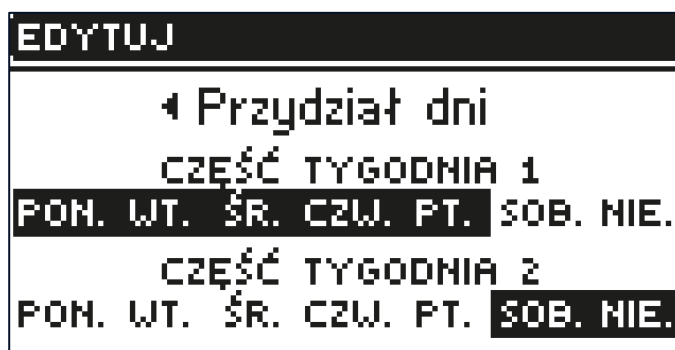 EDYTUJ
Przydział dni
CZĘŚĆ TYGODNIA 1
PON. WT. ŚR. CZW. PT. SOB. NIE.
CZĘŚĆ TYGODNIA 2
PON. WT. ŚR. CZW. PT. SOB. NIE.